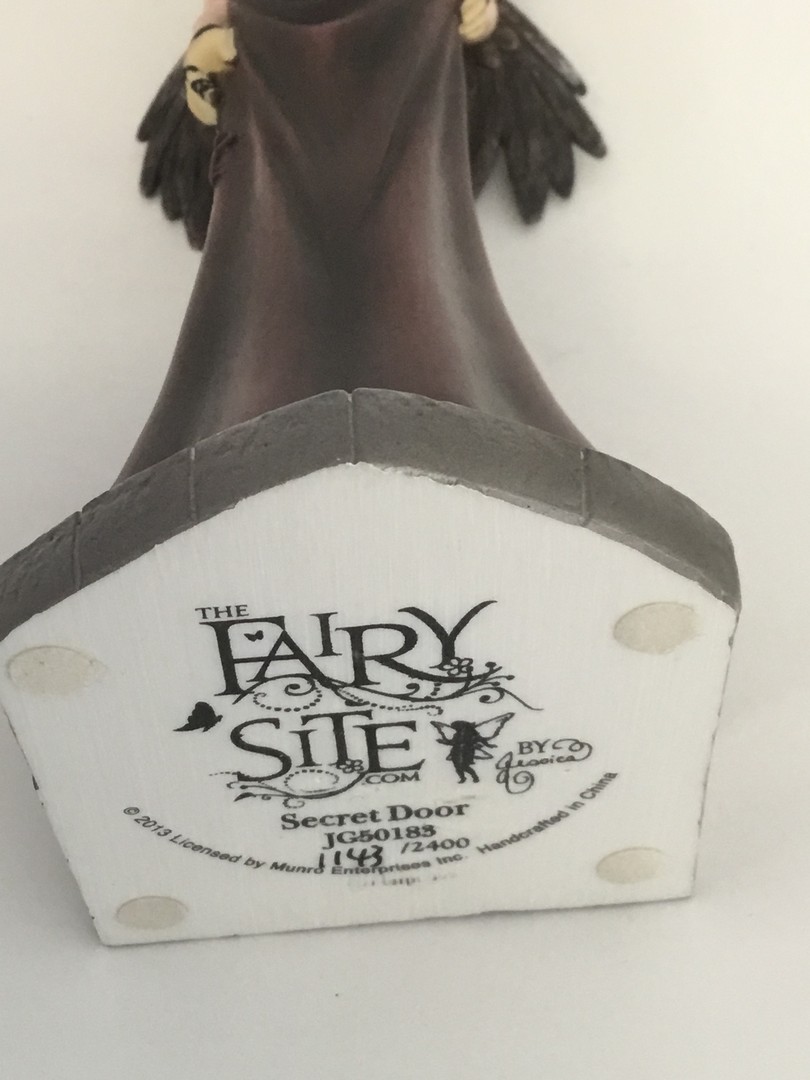 THE
FAIRY
SiTE
.COM
BY
Jessica
Secret Door
JG50183
1143 /2400
© 2013 Licensed by Munro Enterprises Inc. Handcrafted in China